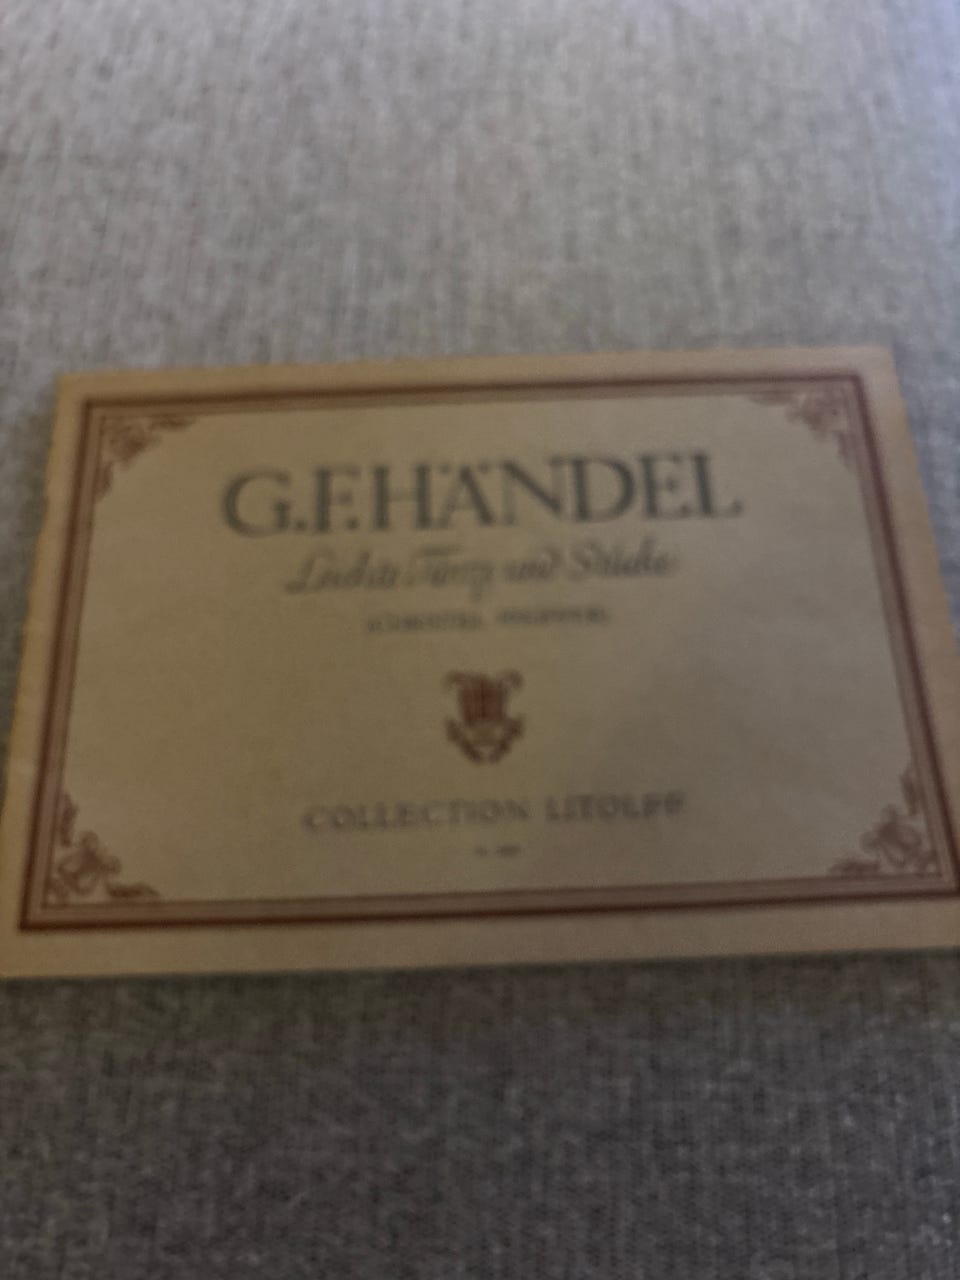 G.F.HÄNDEL
Leichte Tänze und Stücke
COLLECTION LITOLFF